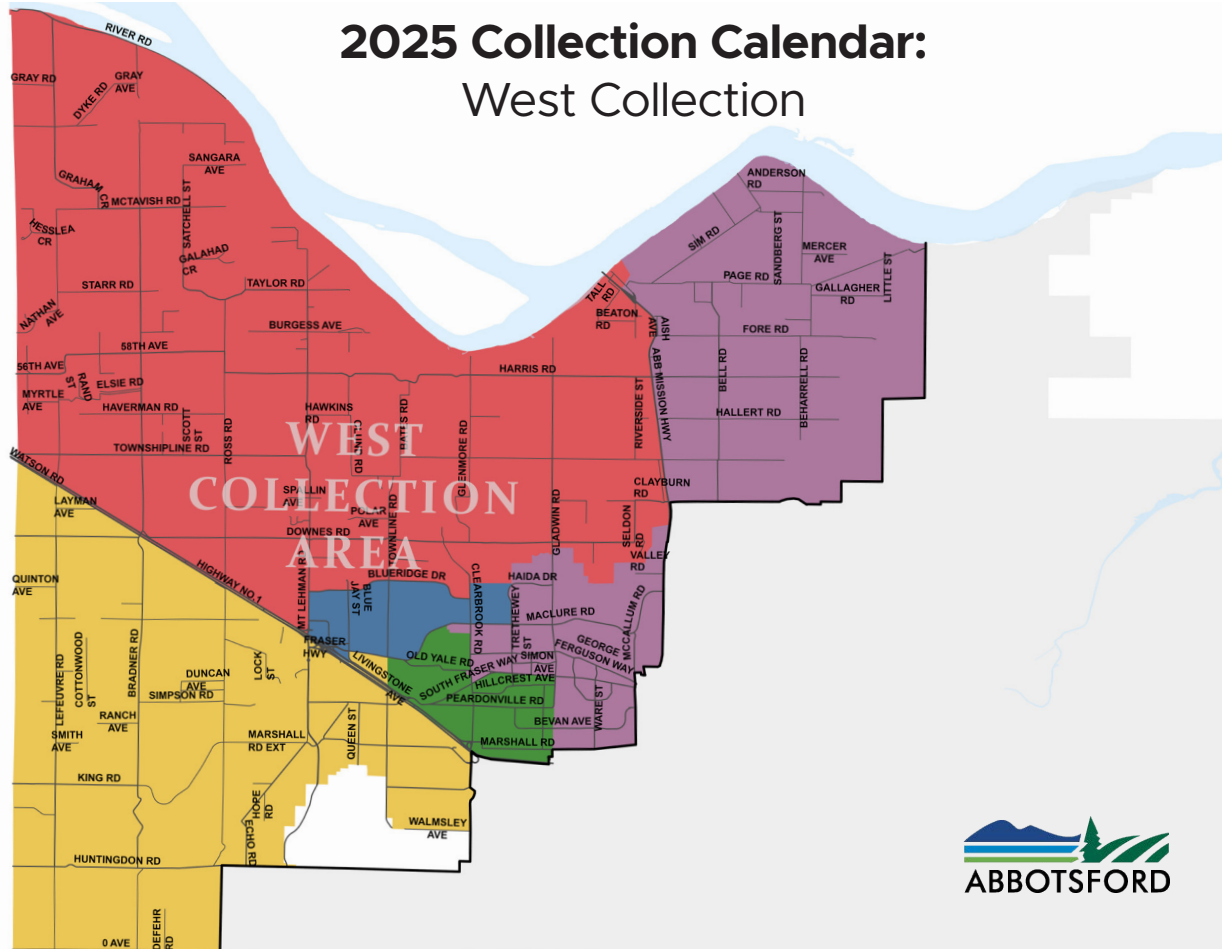 2025 Collection Calendar:
West Collection
RIVER RD
GRAY RD
GRAY
AVE
DYKE RD
SANGARA
AVE
GRAHAM CR
MCTAVISH RD
SATCHELL ST
HESSLEA
CR
GALAHAD
CR
STARR RD
TAYLOR RD
NATHAN
AVE
BURGESS AVE
58TH AVE
56TH AVE
RAND
ST
ELSIE RD
MYRTLE
AVE
HAVERMAN RD
SCOTT
ST
ROSS RD
TOWNSHIPLINE RD
HAWKINS
RD
HARRIS RD
GLENMORE RD
WEST
COLLECTION
AREA
SPALLIN
AVE
POLAR
AVE
TOWNLINE RD
DOWNES RD
ANDERSON
RD
SIM RD
SANDBERG ST
MERCER
AVE
PAGE RD
GALLAGHER
RD
LITTLE ST
TALL
RD
BEATON
RD
AISH
AVE
FORE RD
ABB MISSION HWY
BELL RD
BEHARRELL RD
RIVERSIDE ST
HALLERT RD
CLAYBURN
RD
GLADWIN RD
SELDON
RD
VALLEY
RD
WATSON RD
LAYMAN
AVE
HIGHWAY NO.1
MT LEHMAN RD
QUINTON
AVE
BLUERIDGE DR
BLUE
JAY ST
CLEARBROOK RD
HAIDA DR
TRETHEWEY
ST
MACLURE RD
MCCALLUM RD
GEORGE
FERGUSON WAY
FRASER
HWY
LIVINGSTONE
AVE
OLD YALE RD
SOUTH FRASER WAY
SIMON
AVE
HILLCREST AVE
PEARDONVILLE RD
WARE ST
BEVAN AVE
MARSHALL RD
LEFEUVRE RD
COTTONWOOD
ST
BRADNER RD
LOCK
ST
DUNCAN
AVE
SIMPSON RD
RANCH
AVE
SMITH
AVE
MARSHALL
RD EXT
QUEEN ST
KING RD
HOPE
RD
ECHO RD
WALMSLEY
AVE
HUNTINGDON RD
DEFEHR
RD
0 AVE
ABBOTSFORD